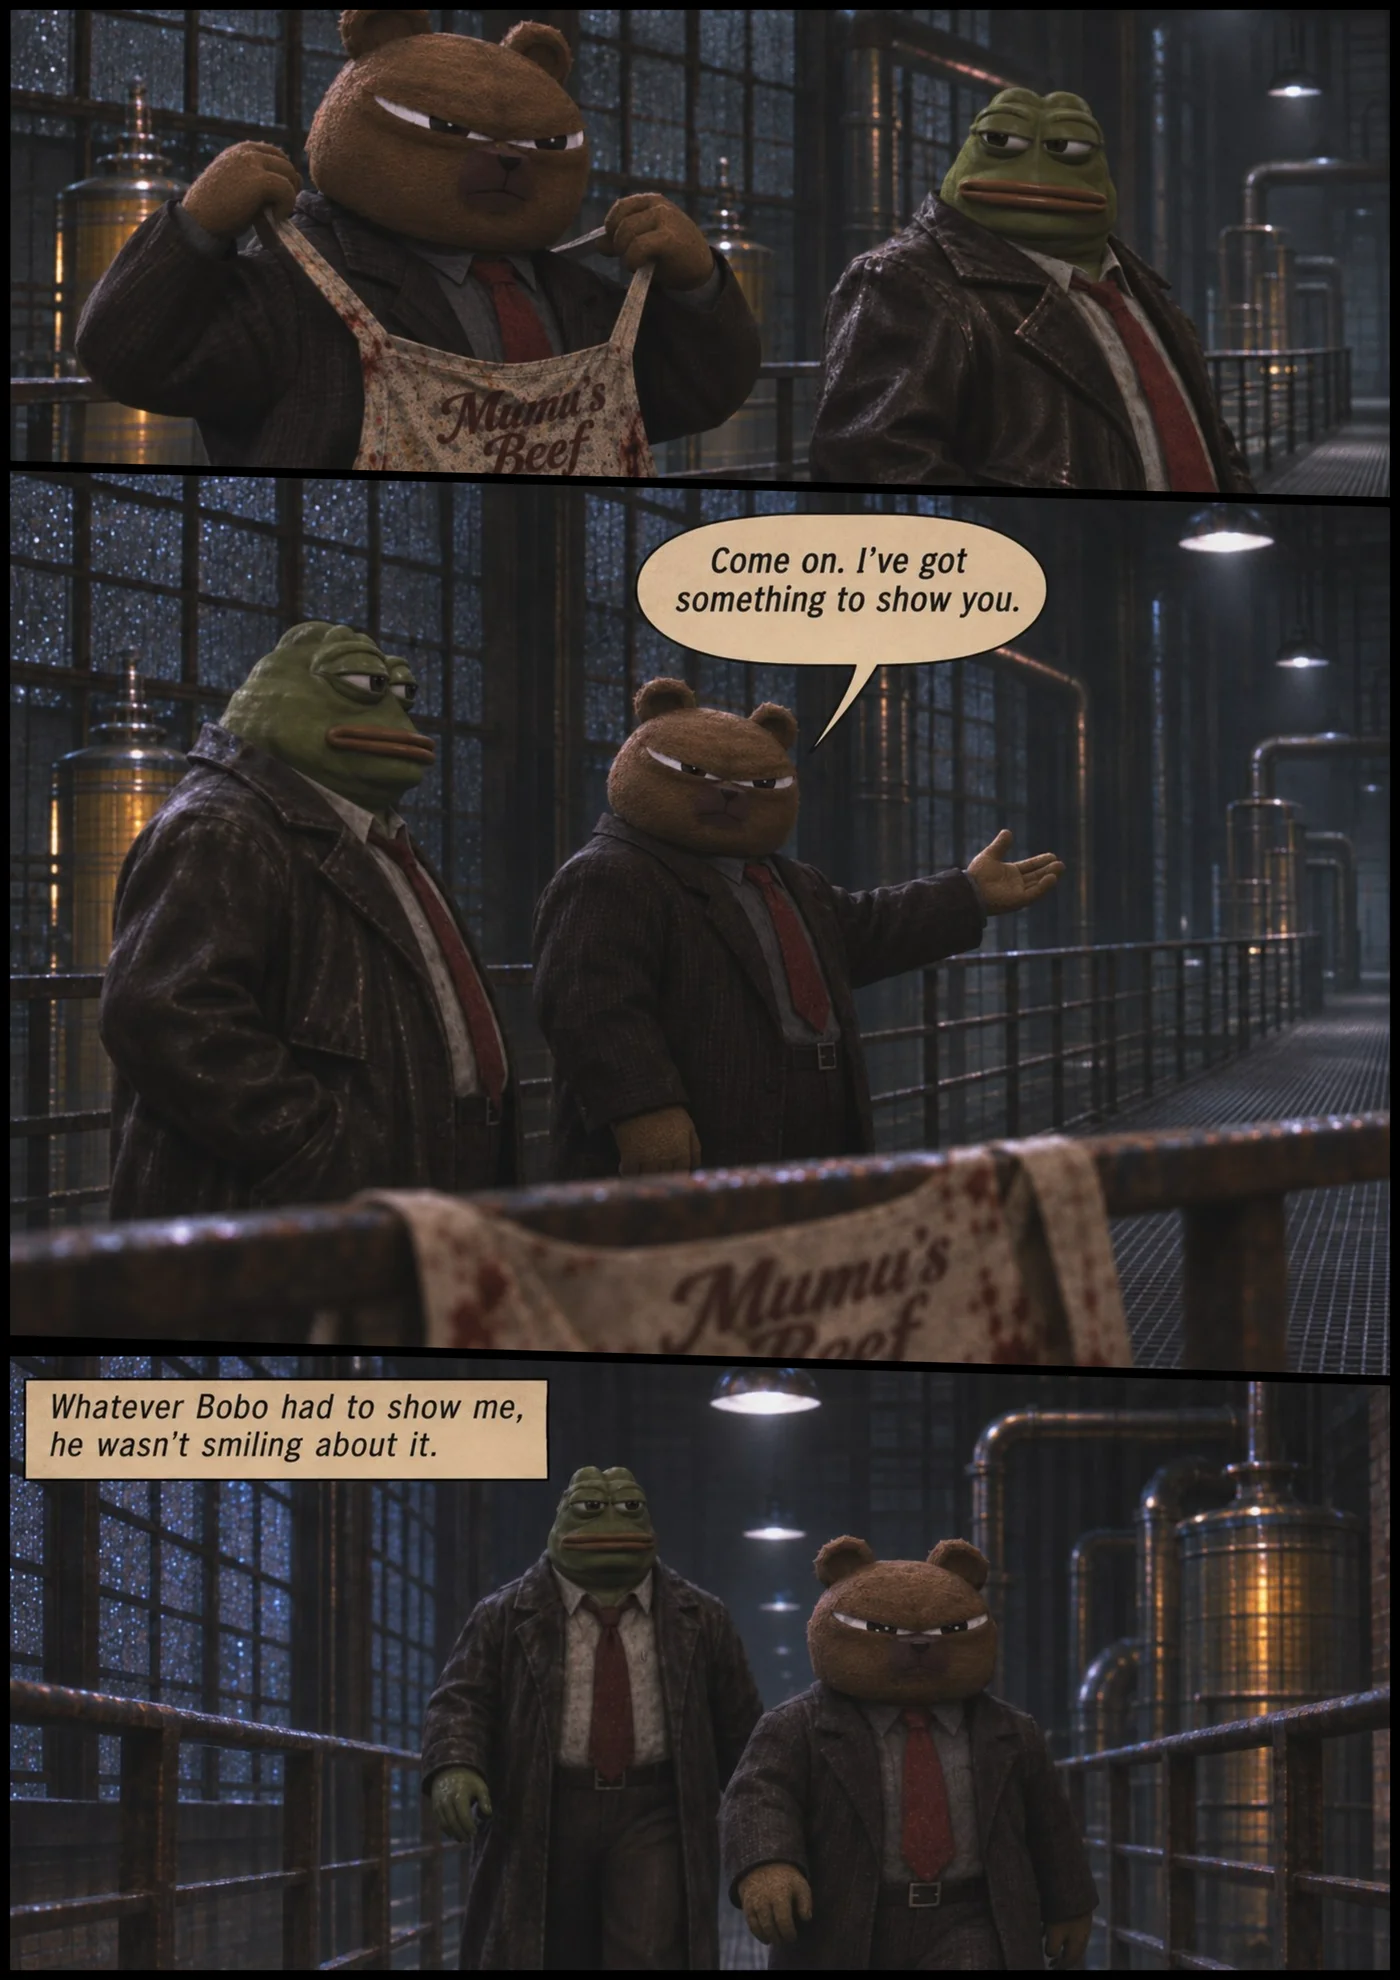 Mumu's
Beef
Come on. I've got
something to show you.
Mumu's
Beef
Whatever Bobo had to show me,
he wasn't smiling about it.